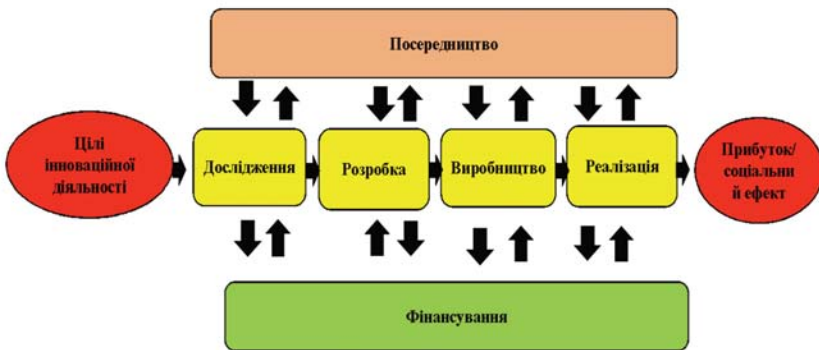 Посередництво
Цілі
інноваційної
діяльності
Дослідження
Розробка
Виробництво
Реалізація
Прибуток/
соціальни
й ефект
Фінансування